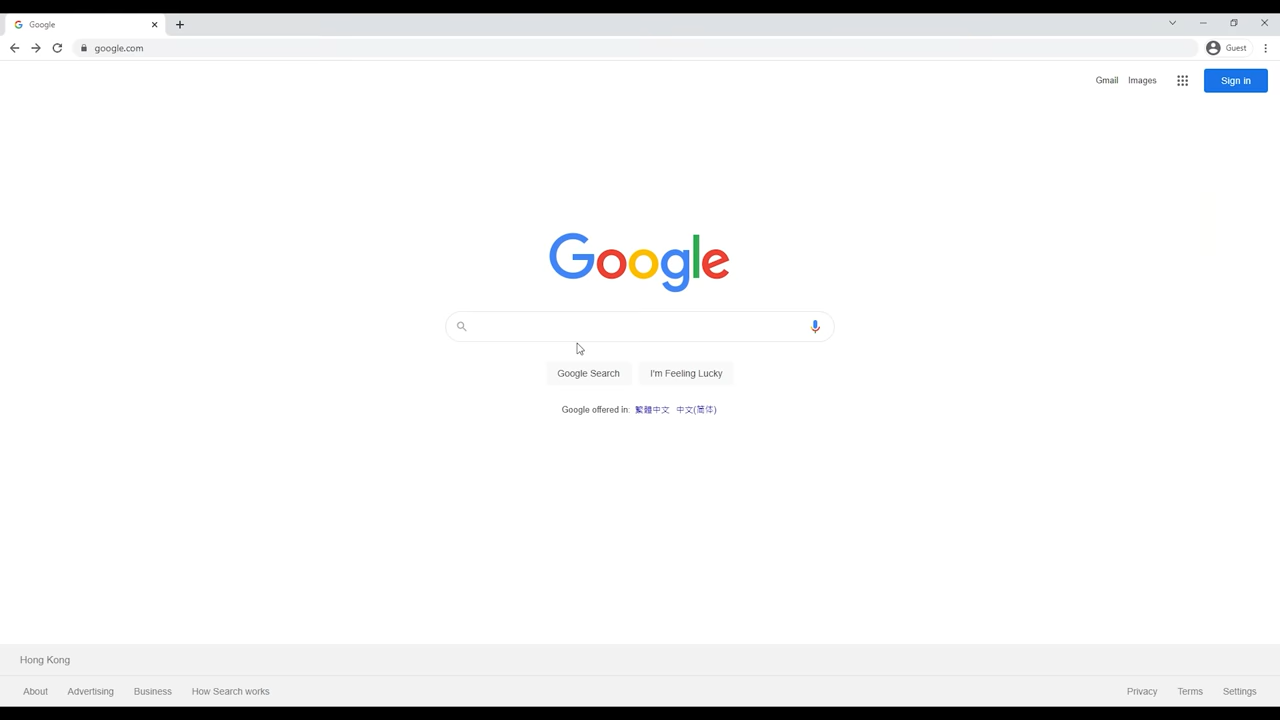 Google
google.com
Guest
Gmail Images
Sign in
Google
Google Search I'm Feeling Lucky
Google offered in: 繁體中文 中文(简体)
Hong Kong
About Advertising Business How Search works Privacy Terms Settings